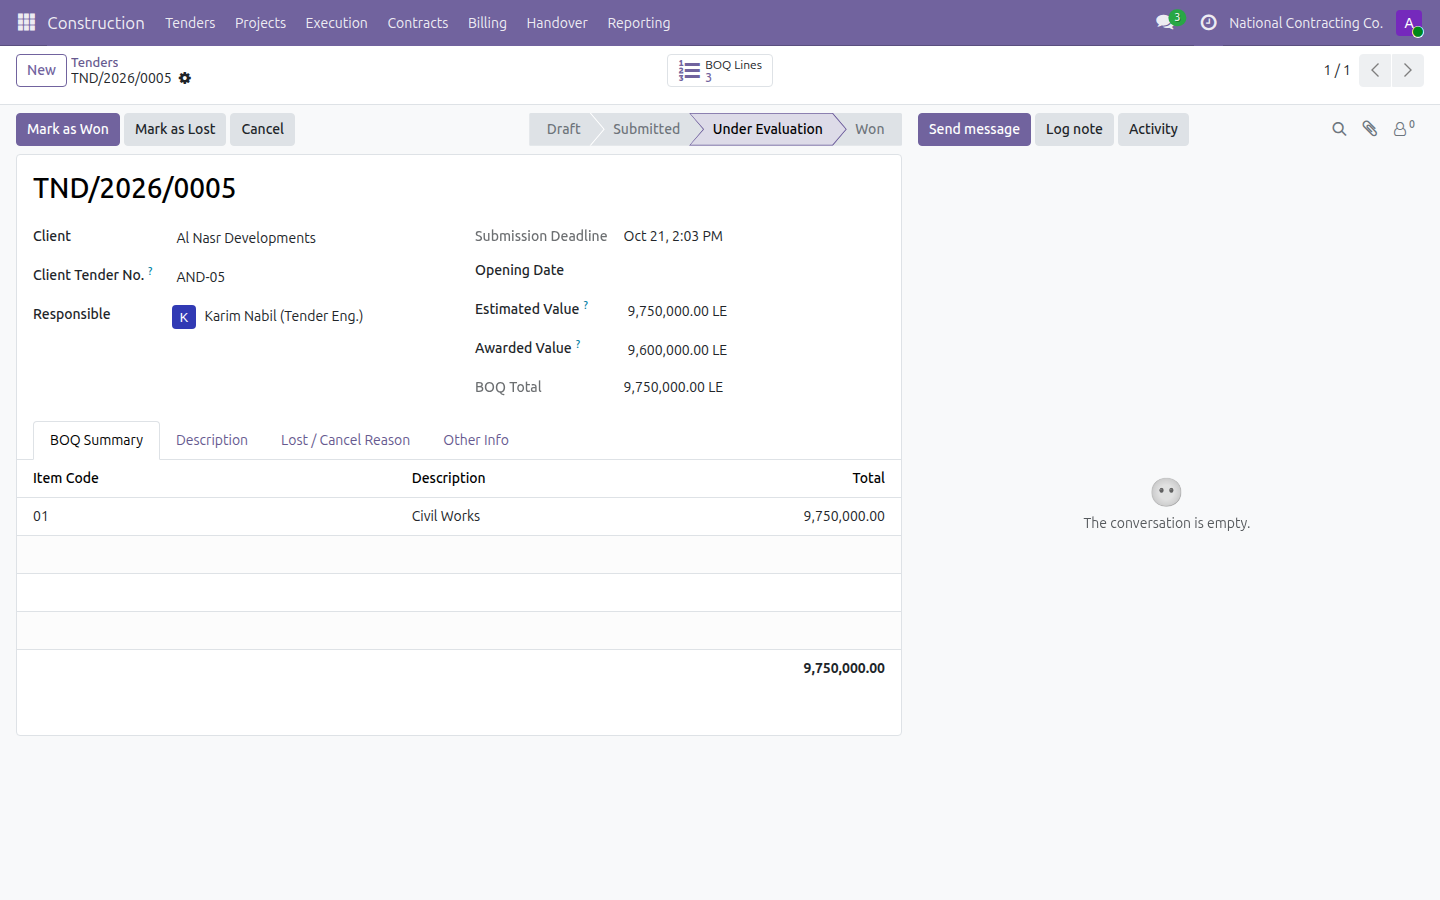 Construction Tenders Projects Execution Contracts Billing Handover Reporting 3 National Contracting Co. A
New Tenders
TND/2026/0005
BOQ Lines
3
1 / 1
Mark as Won Mark as Lost Cancel Draft Submitted Under Evaluation Won Send message Log note Activity 0
TND/2026/0005
Client Al Nasr Developments
Client Tender No. ? AND-05
Responsible K Karim Nabil (Tender Eng.)
Submission Deadline Oct 21, 2:03 PM
Opening Date
Estimated Value ? 9,750,000.00 LE
Awarded Value ? 9,600,000.00 LE
BOQ Total 9,750,000.00 LE
BOQ Summary Description Lost / Cancel Reason Other Info
Item Code Description Total
01 Civil Works 9,750,000.00
9,750,000.00
The conversation is empty.